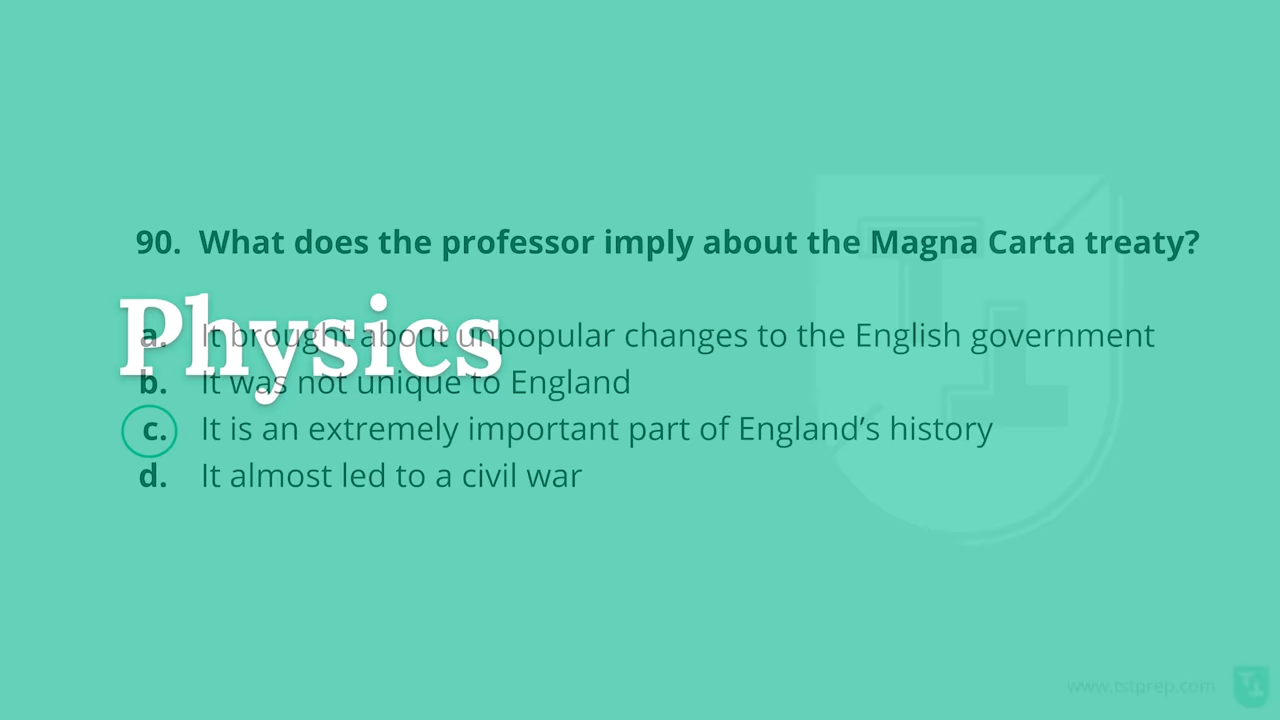 90. What does the professor imply about the Magna Carta treaty?
Physics
a. It brought about unpopular changes to the English government
b. It was not unique to England
c. It is an extremely important part of England’s history
d. It almost led to a civil war
www.tstprep.com